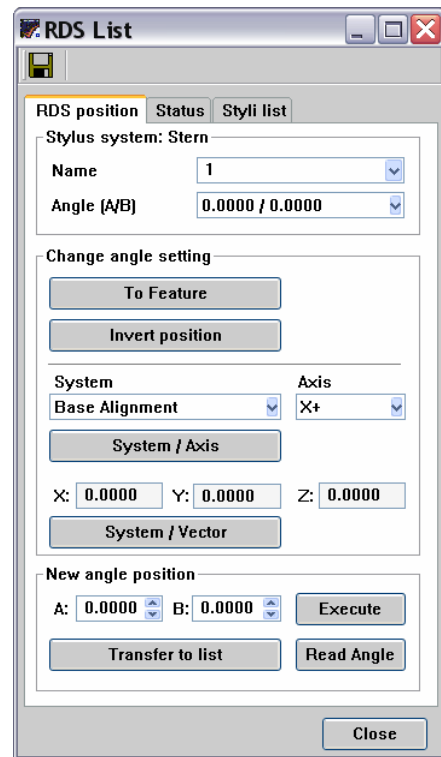 RDS List
RDS position Status Styli list
Stylus system: Stern
Name 1
Angle (A/B) 0.0000 / 0.0000
Change angle setting
To Feature
Invert position
System Axis
Base Alignment X+
System / Axis
X: 0.0000 Y: 0.0000 Z: 0.0000
System / Vector
New angle position
A: 0.0000 B: 0.0000 Execute
Transfer to list Read Angle
Close